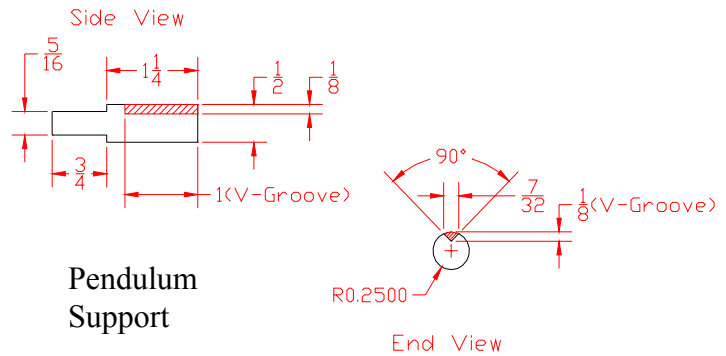 Side View
5/16
1 1/4
1/2
1/8
3/4
1(V-Groove)
90°
7/32
1/8(V-Groove)
R0.2500
Pendulum
Support
End View